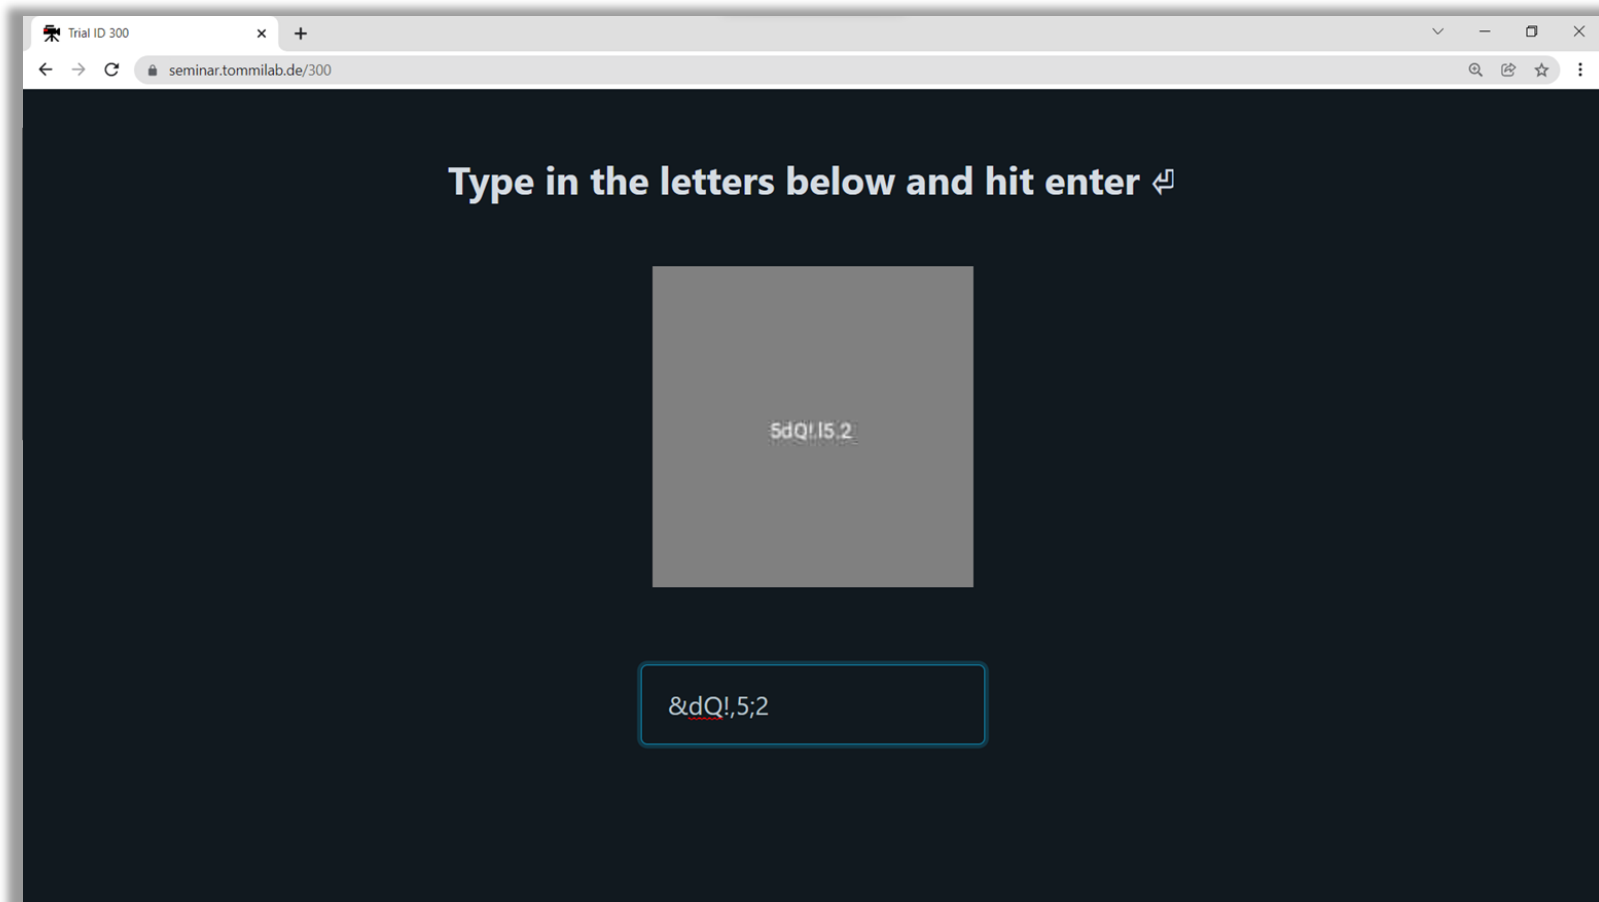 Trial ID 300
seminar.tommilab.de/300
Type in the letters below and hit enter ⏎
5dQ!.l5.2
&dQ!,5;2